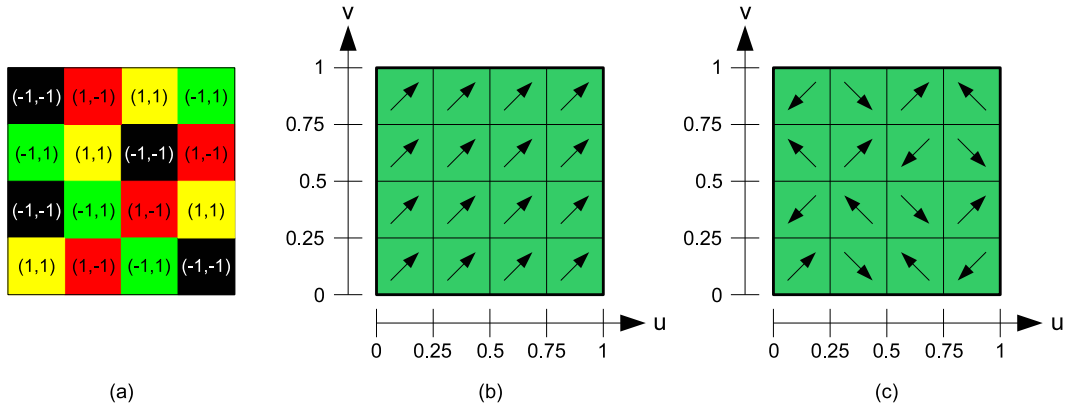 (-1,-1) (1,-1) (1,1) (-1,1)
(-1,1) (1,1) (-1,-1) (1,-1)
(-1,-1) (-1,1) (1,-1) (1,1)
(1,1) (1,-1) (-1,1) (-1,-1)
(a)
v
1
0.75
0.5
0.25
0
u
0 0.25 0.5 0.75 1
(b)
v
1
0.75
0.5
0.25
0
u
0 0.25 0.5 0.75 1
(c)